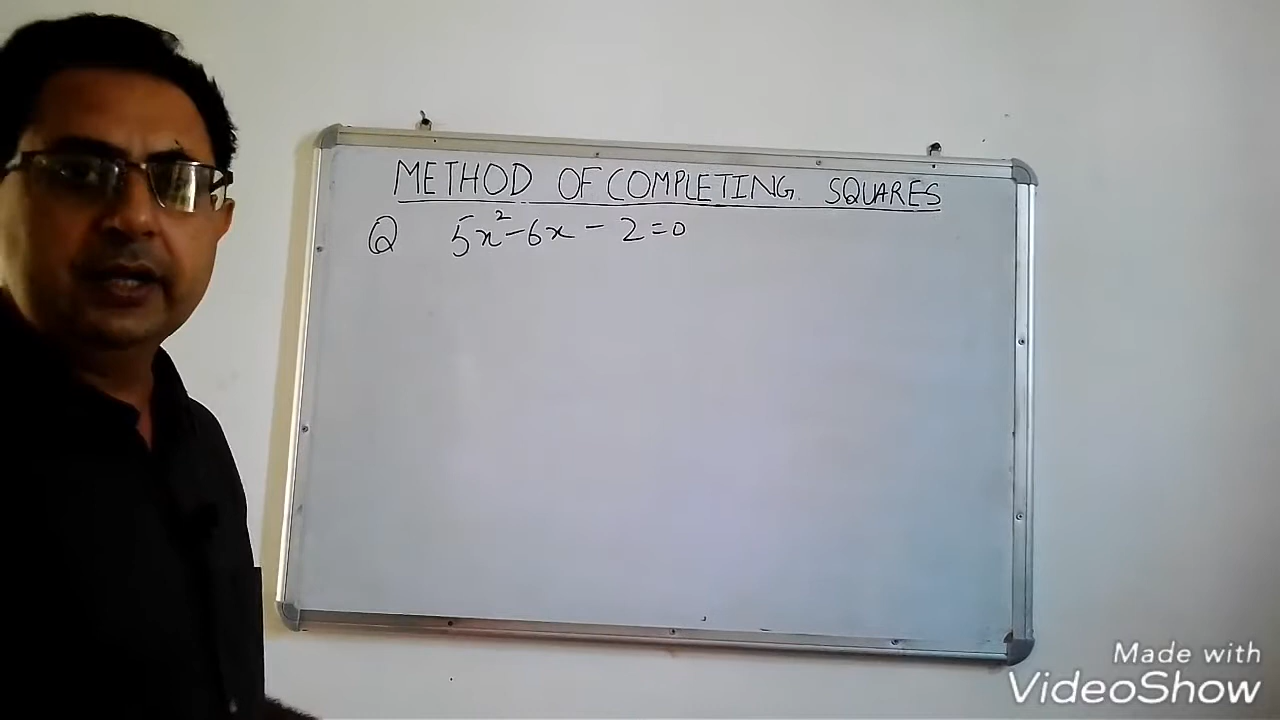 METHOD OF COMPLETING. SQUARES
Q 5x²-6x-2=0
Made with
VideoShow